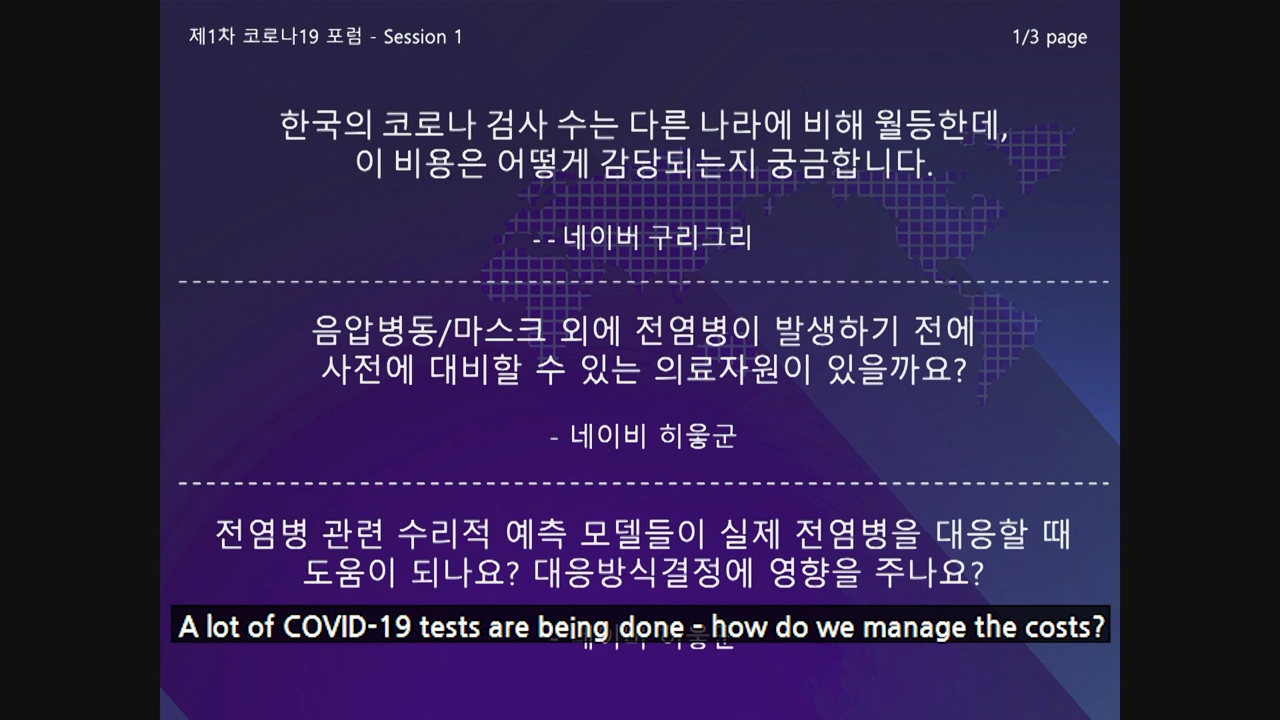 제1차 코로나19 포럼 - Session 1
1/3 page
한국의 코로나 검사 수는 다른 나라에 비해 월등한데,
이 비용은 어떻게 감당되는지 궁금합니다.
-- 네이버 구리그리
음압병동/마스크 외에 전염병이 발생하기 전에
사전에 대비할 수 있는 의료자원이 있을까요?
- 네이비 히웋군
전염병 관련 수리적 예측 모델들이 실제 전염병을 대응할 때
도움이 되나요? 대응방식결정에 영향을 주나요?
A lot of COVID-19 tests are being done - how do we manage the costs?